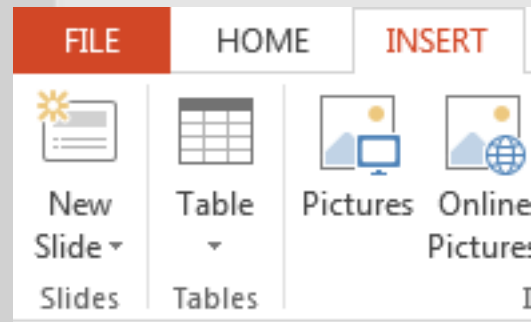 FILE HOME INSERT
New Table Pictures Online
Slide Pictures
Slides Tables